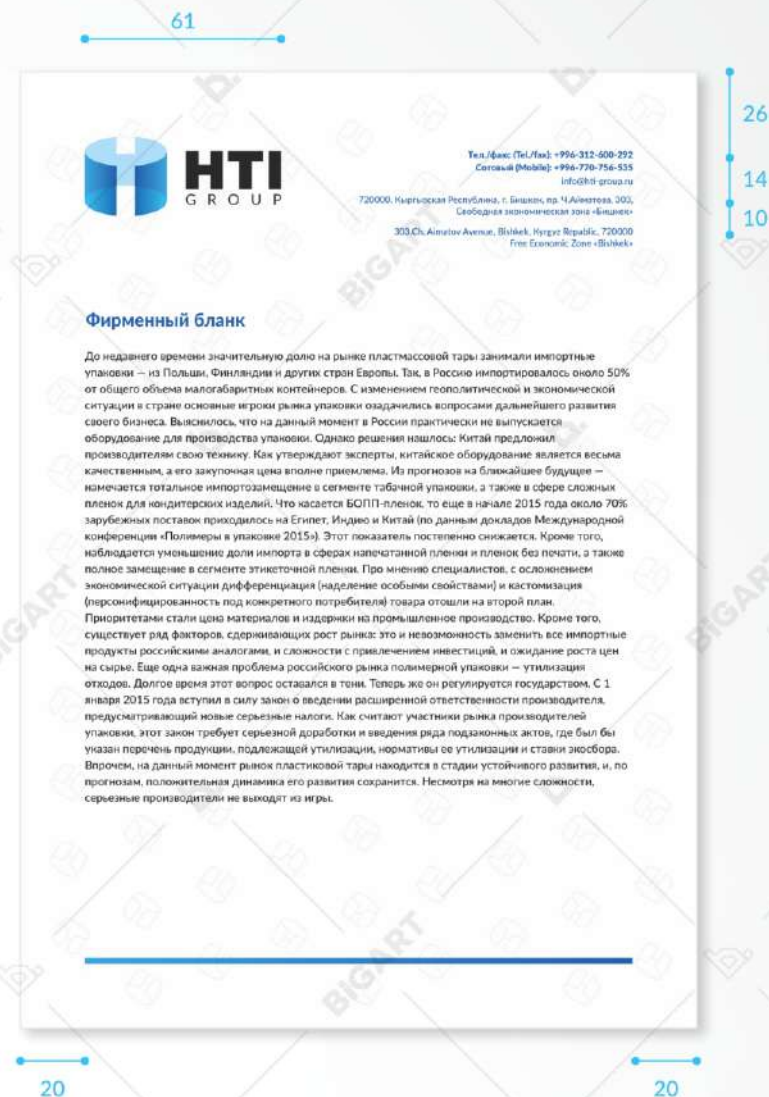 61
26
14
10
HTI
GROUP
Тел./факс (Tel./fax): +996-312-600-292
Сотовый (Mobile): +996-770-756-535
info@hti-group.ru
720000, Кыргызская Республика, г. Бишкек, пр. Ч.Айматова, 303,
Свободная экономическая зона «Бишкек»
303,Ch. Aimatov Avenue, Bishkek, Kyrgyz Republic, 720000
Free Economic Zone «Bishkek»
Фирменный бланк
До недавнего времени значительную долю на рынке пластмассовой тары занимали импортные
упаковки — из Польши, Финляндии и других стран Европы. Так, в Россию импортировалось около 50%
от общего объема малогабаритных контейнеров. С изменением геополитической и экономической
ситуации в стране основные игроки рынка упаковки озадачились вопросами дальнейшего развития
своего бизнеса. Выяснилось, что на данный момент в России практически не выпускается
оборудование для производства упаковки. Однако решения нашлось: Китай предложил
производителям свою технику. Как утверждают эксперты, китайское оборудование является весьма
качественным, а его закупочная цена вполне приемлема. Из прогнозов на ближайшее будущее —
намечается тотальное импортозамещение в сегменте табачной упаковки, а также в сфере сложных
пленок для кондитерских изделий. Что касается БОПП-пленок, то еще в начале 2015 года около 70%
зарубежных поставок приходилось на Египет, Индию и Китай (по данным докладов Международной
конференции «Полимеры в упаковке 2015»). Этот показатель постепенно снижается. Кроме того,
наблюдается уменьшение доли импорта в сферах напечатанной пленки и пленок без печати, а также
полное замещение в сегменте этикеточной пленки. Про мнению специалистов, с осложнением
экономической ситуации дифференциация (наделение особыми свойствами) и кастомизация
(персонифицированность под конкретного потребителя) товара отошли на второй план.
Приоритетами стали цена материалов и издержки на промышленное производство. Кроме того,
существует ряд факторов, сдерживающих рост рынка: это и невозможность заменить все импортные
продукты российскими аналогами, и сложности с привлечением инвестиций, и ожидание роста цен
на сырье. Еще одна важная проблема российского рынка полимерной упаковки — утилизация
отходов. Долгое время этот вопрос оставался в тени. Теперь же он регулируется государством. С 1
января 2015 года вступил в силу закон о введении расширенной ответственности производителя,
предусматривающий новые серьезные налоги. Как считают участники рынка производителей
упаковки, этот закон требует серьезной доработки и введения ряда подзаконных актов, где был бы
указан перечень продукции, подлежащей утилизации, нормативы ее утилизации и ставки экосбора.
Впрочем, на данный момент рынок пластиковой тары находится в стадии устойчивого развития, и, по
прогнозам, положительная динамика его развития сохранится. Несмотря на многие сложности,
серьезные производители не выходят из игры.
20
20
BIGART
BIGART
BIGART
BIGART